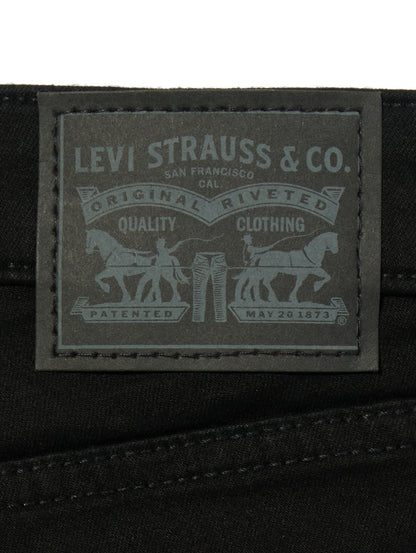 LEVI STRAUSS & CO.
SAN FRANCISCO
CAL.
ORIGINAL RIVETED
QUALITY CLOTHING
PATENTED MAY 20 1873 ®